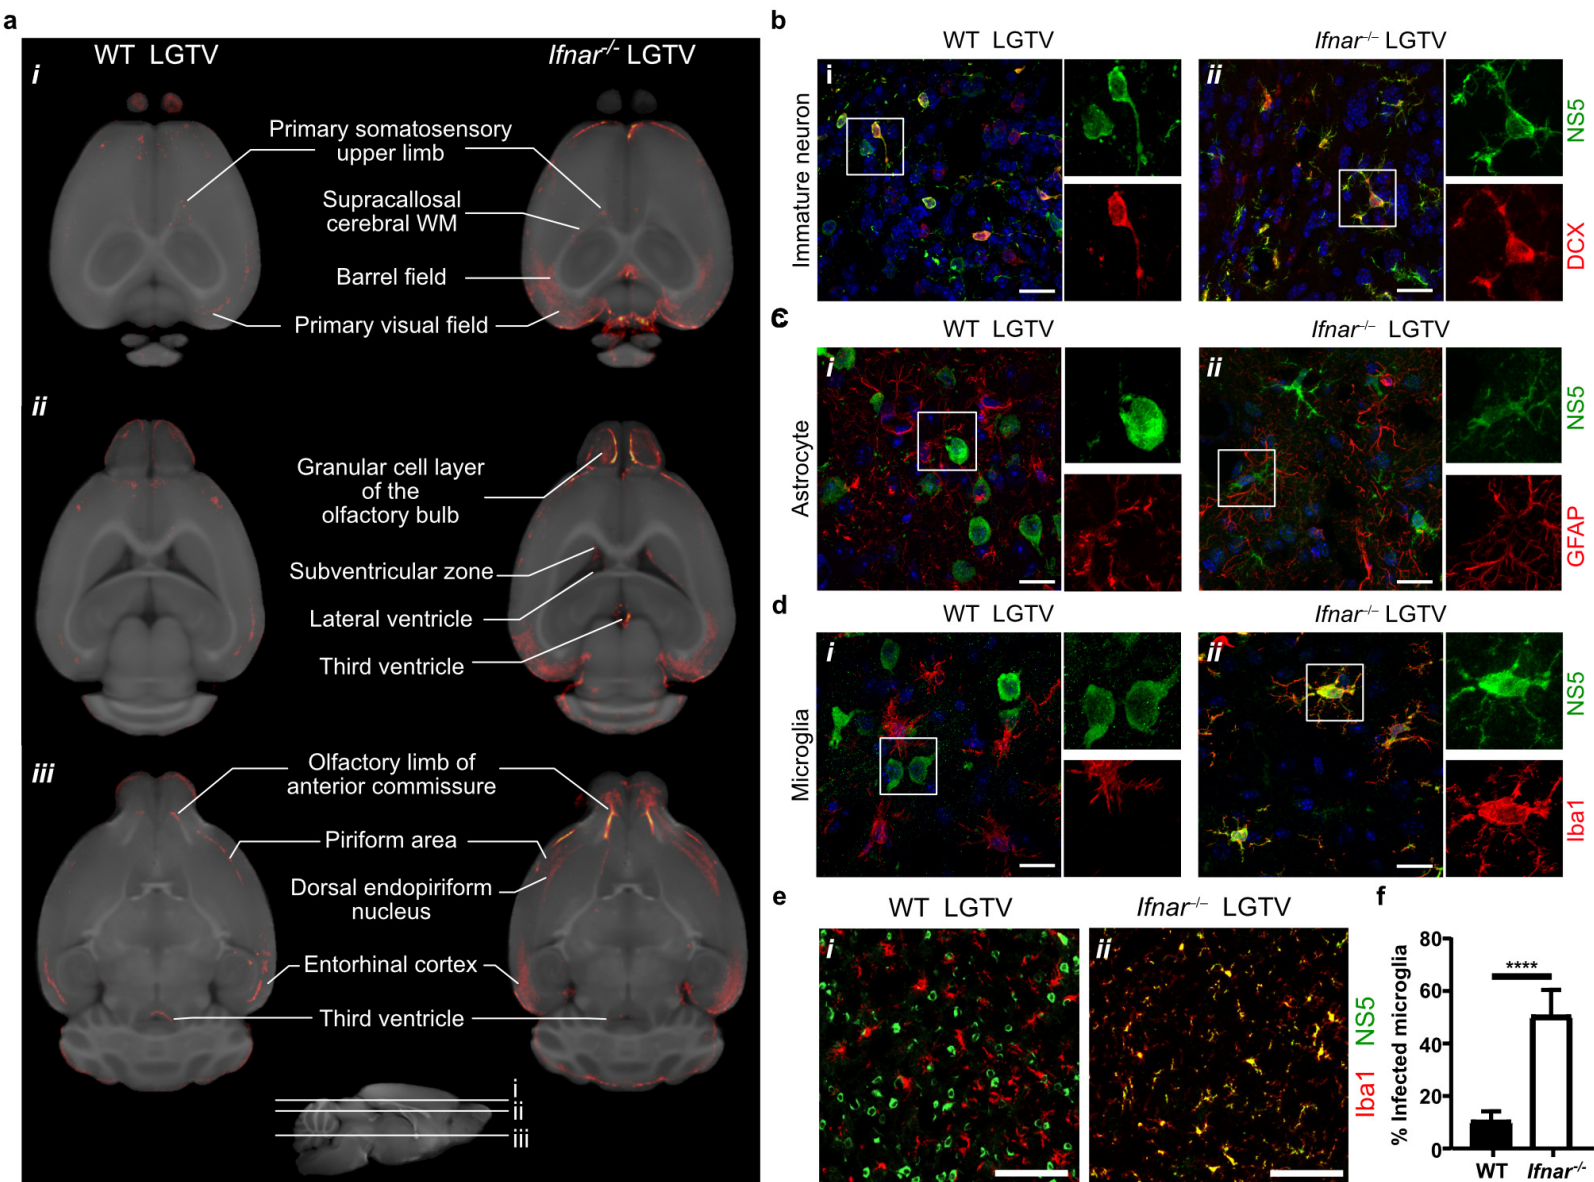 a
WT LGTV
Ifnar-/- LGTV
i
Primary somatosensory
upper limb
Supracallosal
cerebral WM
Barrel field
Primary visual field
ii
Granular cell layer
of the
olfactory bulb
Subventricular zone
Lateral ventricle
Third ventricle
iii
Olfactory limb of
anterior commissure
Piriform area
Dorsal endopiriform
nucleus
Entorhinal cortex
Third ventricle
i
ii
iii
b
WT LGTV
Ifnar–/– LGTV
Immature neuron
i
ii
NS5
DCX
c
WT LGTV
Ifnar–/– LGTV
Astrocyte
i
ii
NS5
GFAP
d
WT LGTV
Ifnar–/– LGTV
Microglia
i
ii
NS5
Iba1
e
WT LGTV
Ifnar–/– LGTV
i
ii
Iba1 NS5
f
% Infected microglia
80
60
40
20
0
****
WT
Ifnar-/-